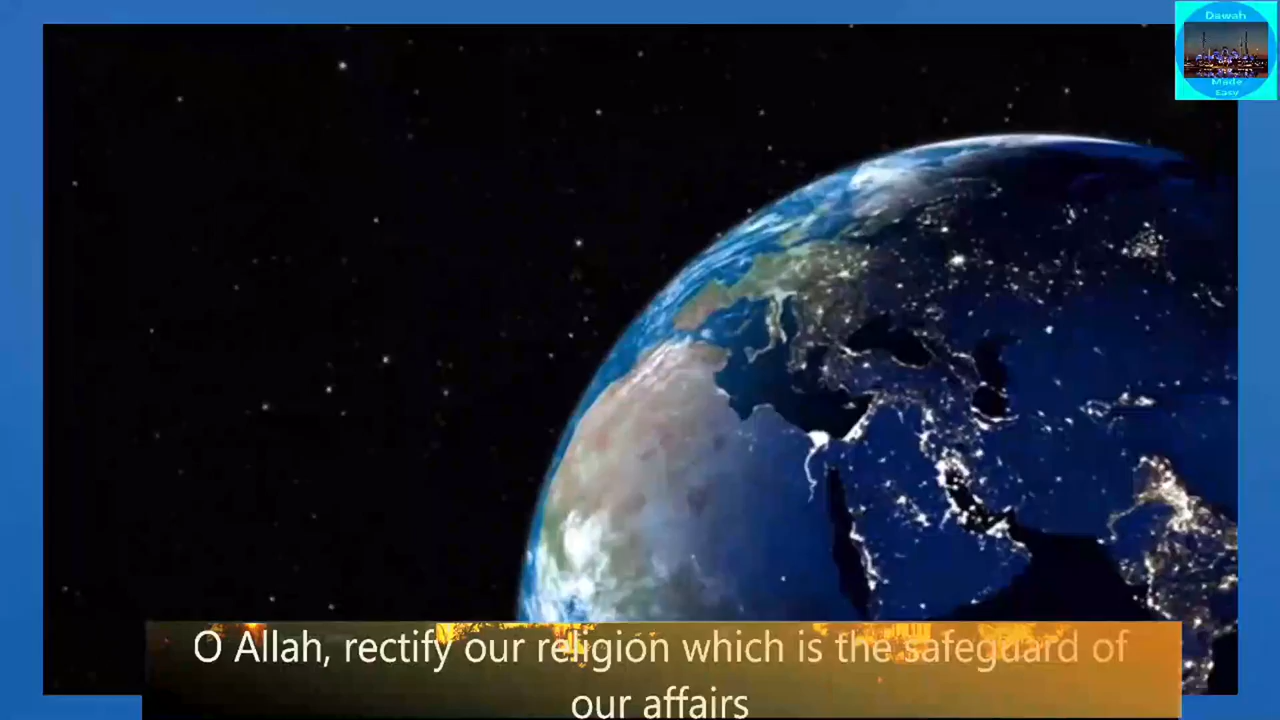 Dawah
Made
Easy
O Allah, rectify our religion which is the safeguard of
our affairs